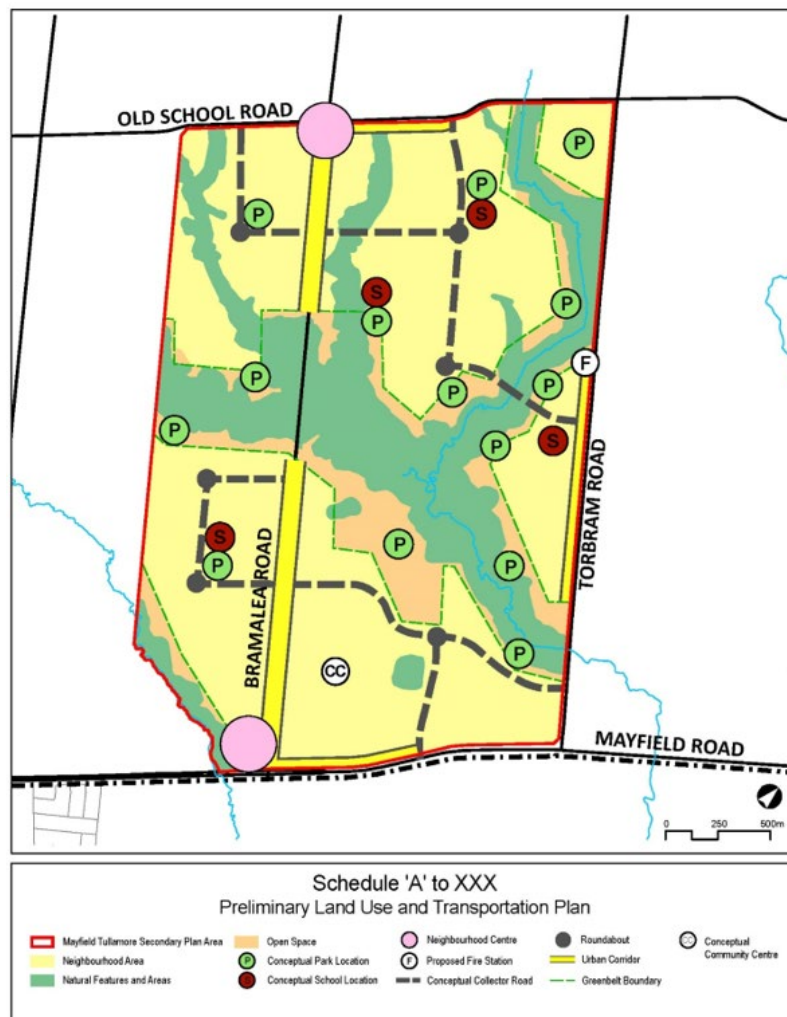 OLD SCHOOL ROAD
P
P
P
S
S
P
P
F
P
P
P
P
P
S
S
P
P
P
P
CC
BRAMALEA ROAD
TORBRAM ROAD
MAYFIELD ROAD
0 250 500m
Schedule 'A' to XXX
Preliminary Land Use and Transportation Plan
Mayfield Tullamore Secondary Plan Area
Neighbourhood Area
Natural Features and Areas
Open Space
P Conceptual Park Location
S Conceptual School Location
Neighbourhood Centre
F Proposed Fire Station
Conceptual Collector Road
Roundabout
Urban Corridor
Greenbelt Boundary
CC Conceptual
Community Centre